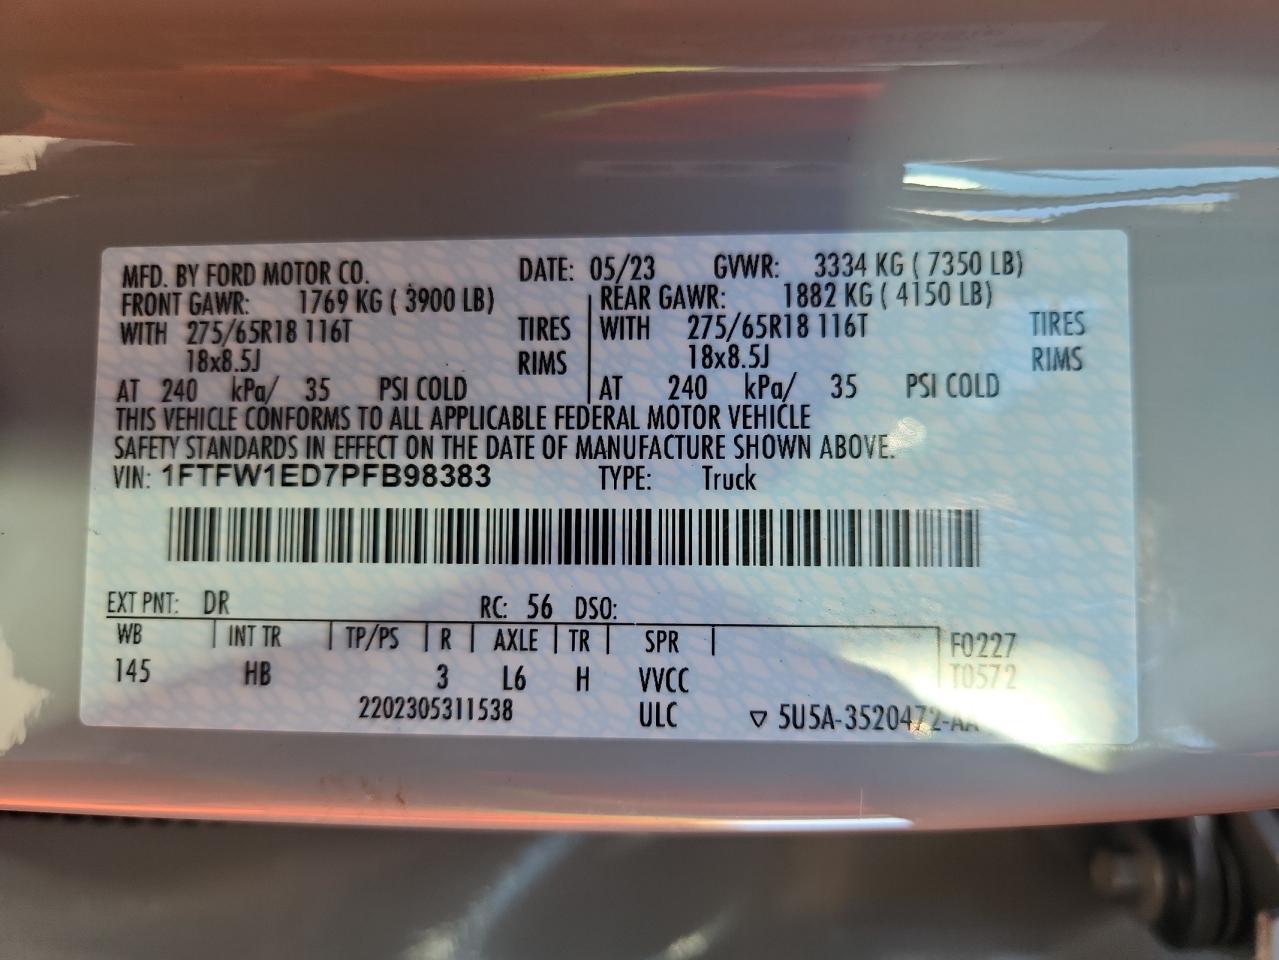 MFD. BY FORD MOTOR CO. DATE: 05/23 GVWR: 3334 KG ( 7350 LB)
FRONT GAWR: 1769 KG ( 3900 LB) REAR GAWR: 1882 KG ( 4150 LB)
WITH 275/65R18 116T TIRES WITH 275/65R18 116T TIRES
18x8.5J RIMS 18x8.5J RIMS
AT 240 kPa/ 35 PSI COLD AT 240 kPa/ 35 PSI COLD
THIS VEHICLE CONFORMS TO ALL APPLICABLE FEDERAL MOTOR VEHICLE
SAFETY STANDARDS IN EFFECT ON THE DATE OF MANUFACTURE SHOWN ABOVE.
VIN: 1FTFW1ED7PFB98383 TYPE: Truck
EXT PNT: DR RC: 56 DSO:
WB INT TR TP/PS R AXLE TR SPR F0227
145 HB 3 L6 H VVCC T0572
2202305311538 ULC ▽ 5U5A-3520472-AA